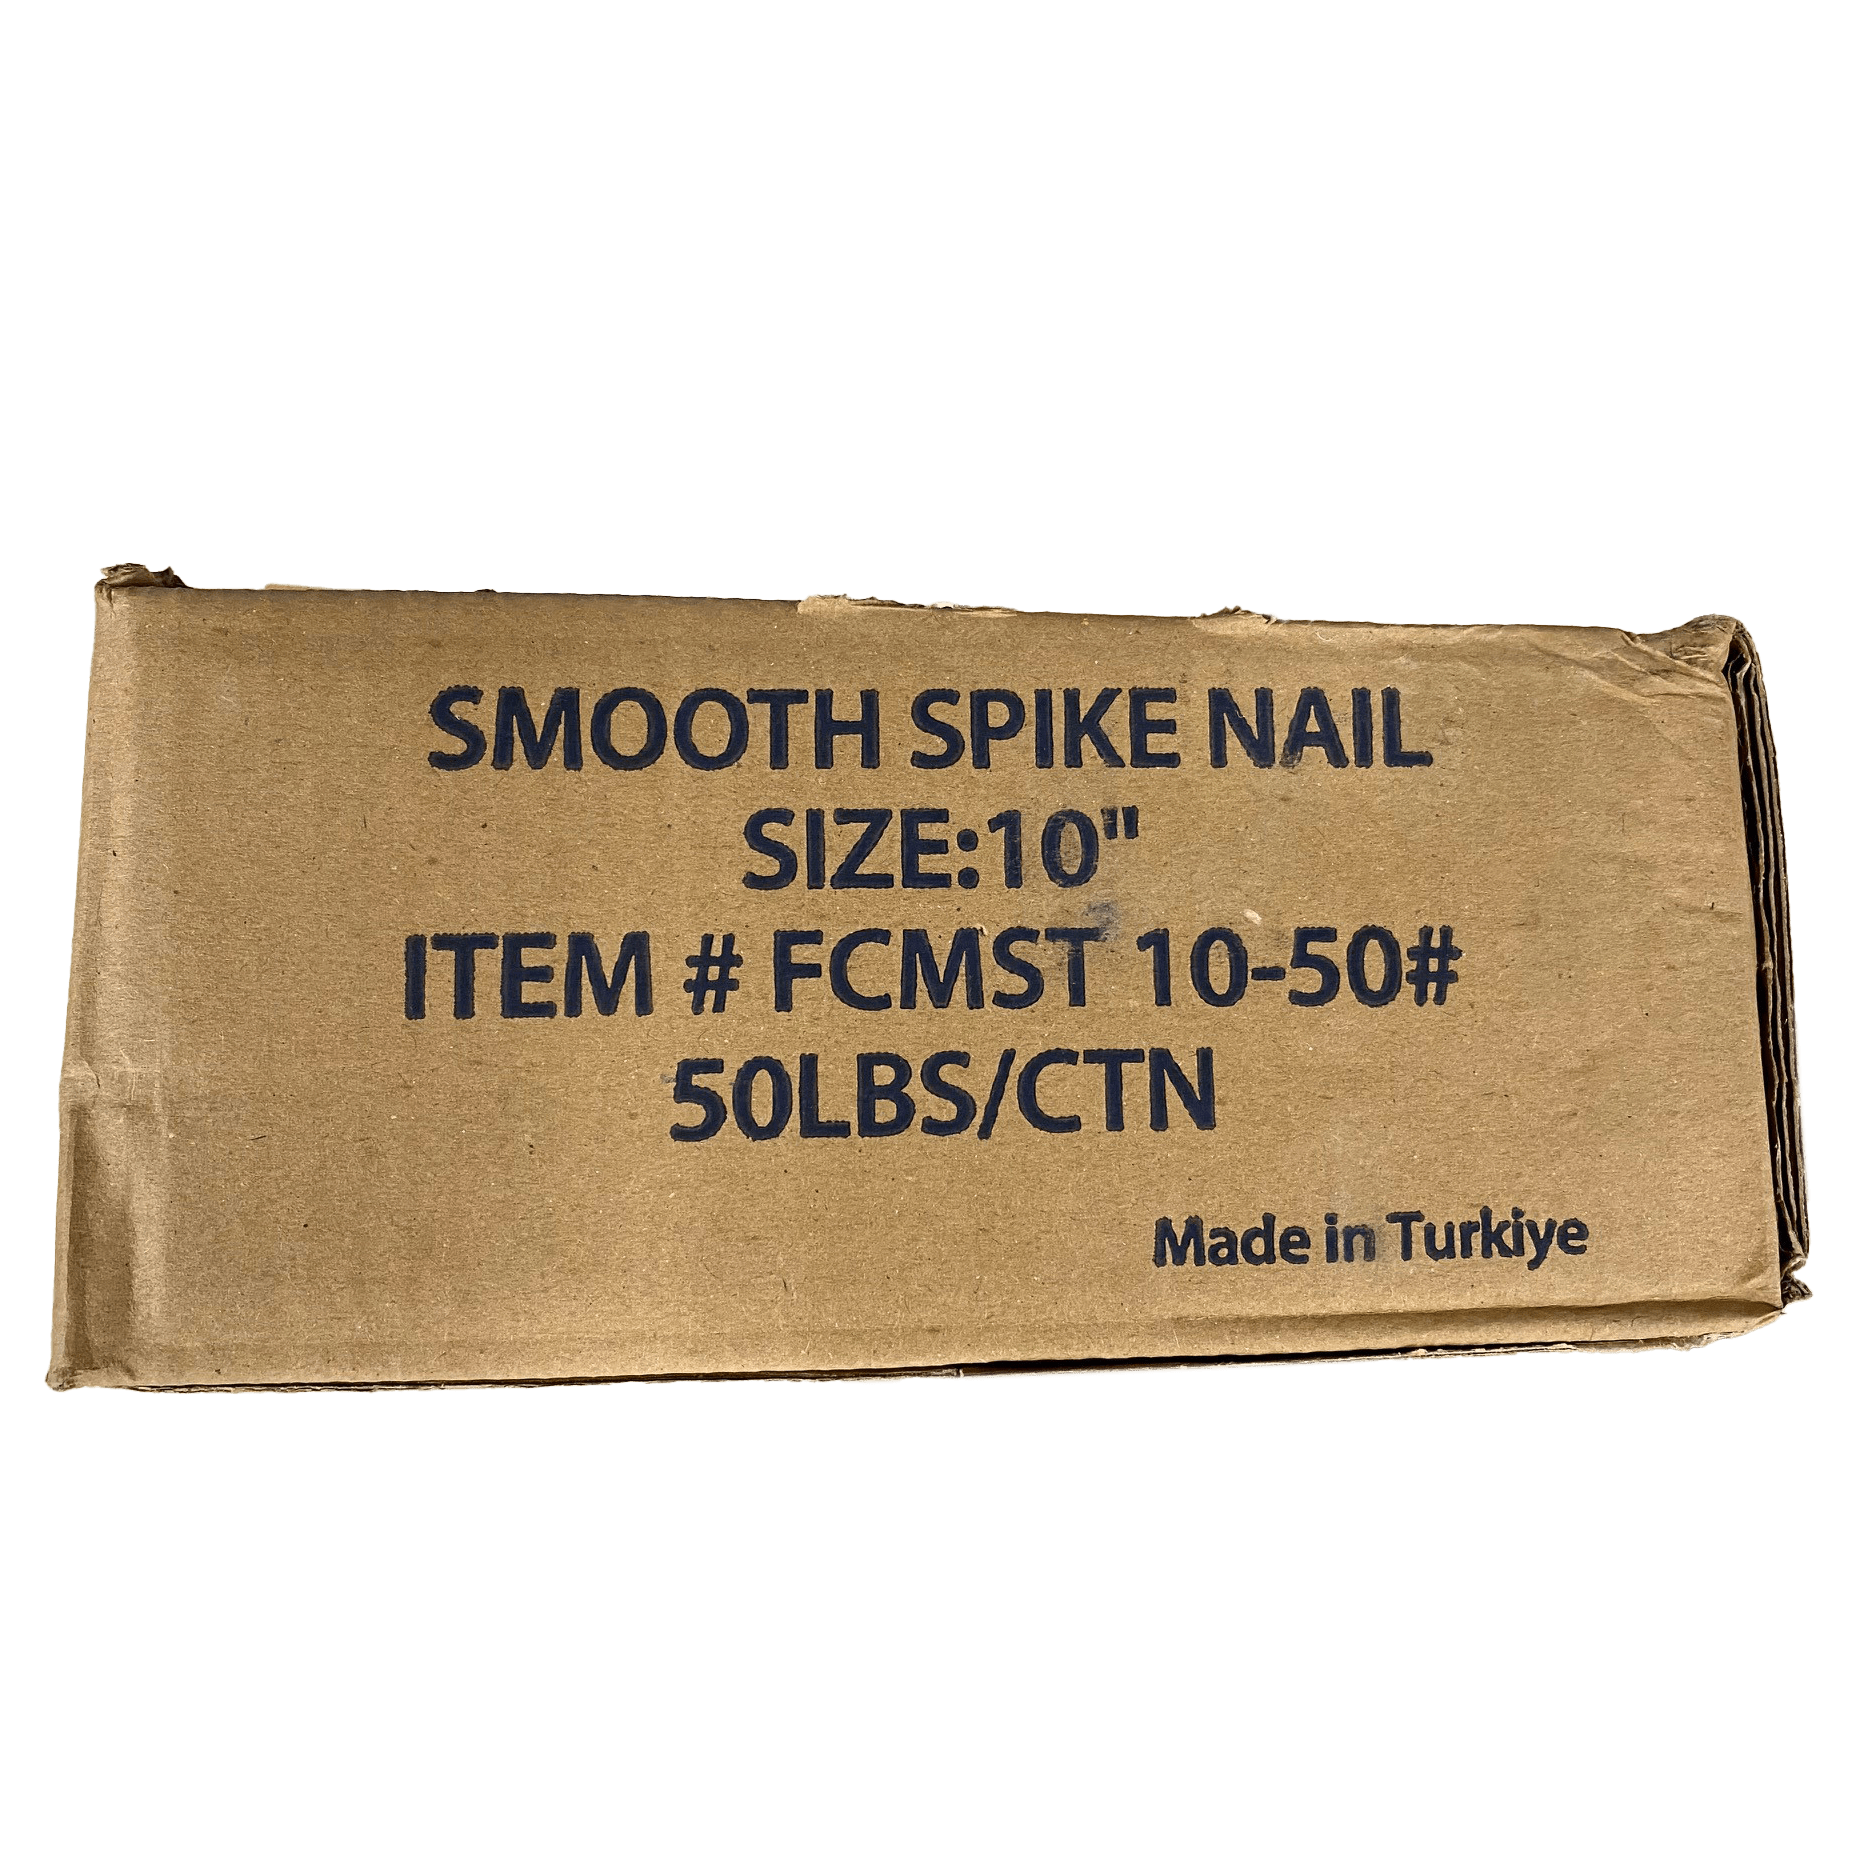 SMOOTH SPIKE NAIL
SIZE:10"
ITEM # FCMST 10-50#
50LBS/CTN
Made in Turkiye